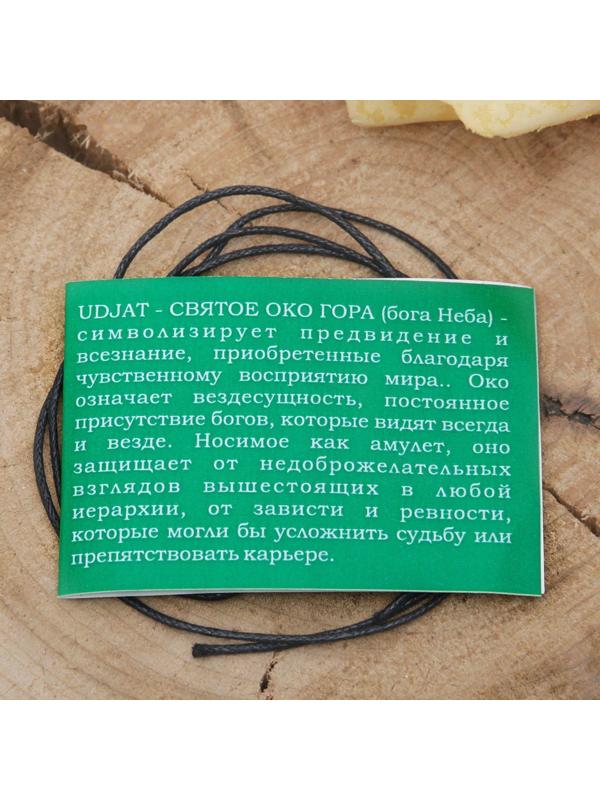 UDJAT - СВЯТОЕ ОКО ГОРА (бога Неба) -
символизирует предвидение и
всезнание, приобретенные благодаря
чувственному восприятию мира.. Око
означает вездесущность, постоянное
присутствие богов, которые видят всегда
и везде. Носимое как амулет, оно
защищает от недоброжелательных
взглядов вышестоящих в любой
иерархии, от зависти и ревности,
которые могли бы усложнить судьбу или
препятствовать карьере.